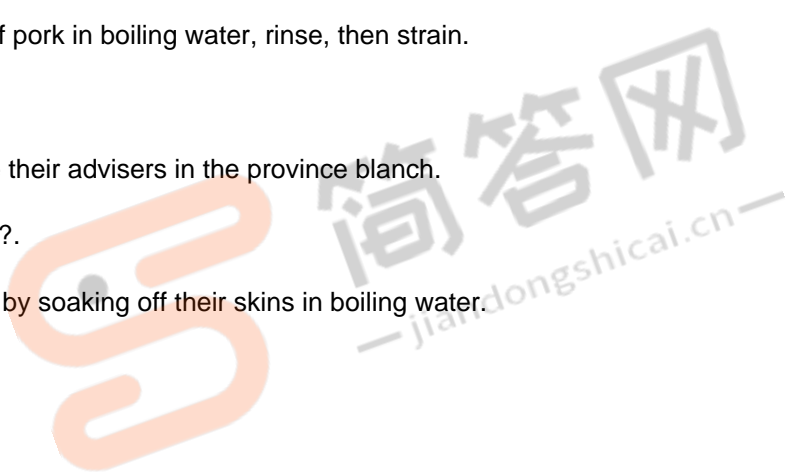 f pork in boiling water, rinse, then strain.
their advisers in the province blanch.
?.
by soaking off their skins in boiling water.
简答网
jiandongshicai.cn